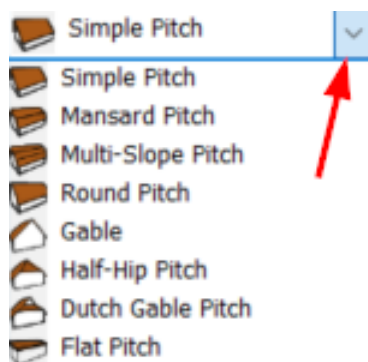 Simple Pitch
Simple Pitch
Mansard Pitch
Multi-Slope Pitch
Round Pitch
Gable
Half-Hip Pitch
Dutch Gable Pitch
Flat Pitch